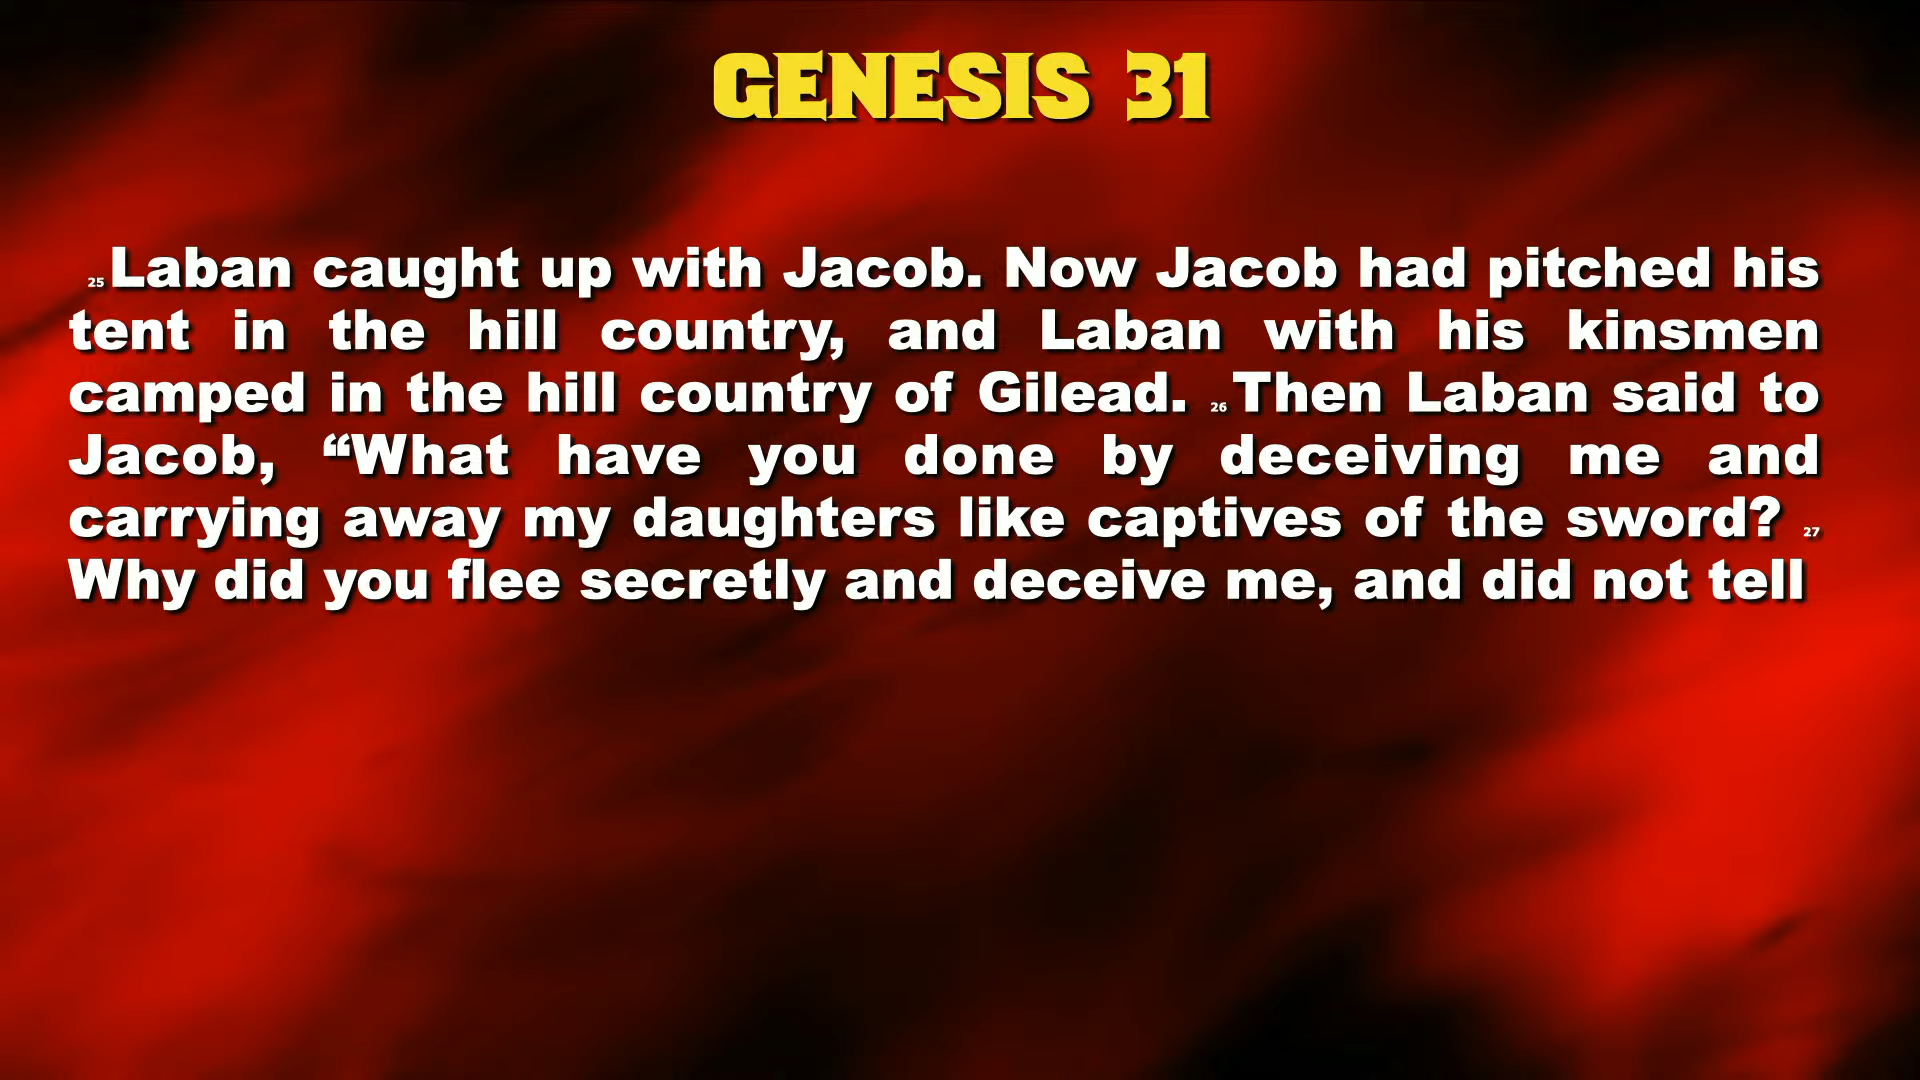 GENESIS 31
25 Laban caught up with Jacob. Now Jacob had pitched his
tent in the hill country, and Laban with his kinsmen
camped in the hill country of Gilead. 26 Then Laban said to
Jacob, “What have you done by deceiving me and
carrying away my daughters like captives of the sword? 27
Why did you flee secretly and deceive me, and did not tell